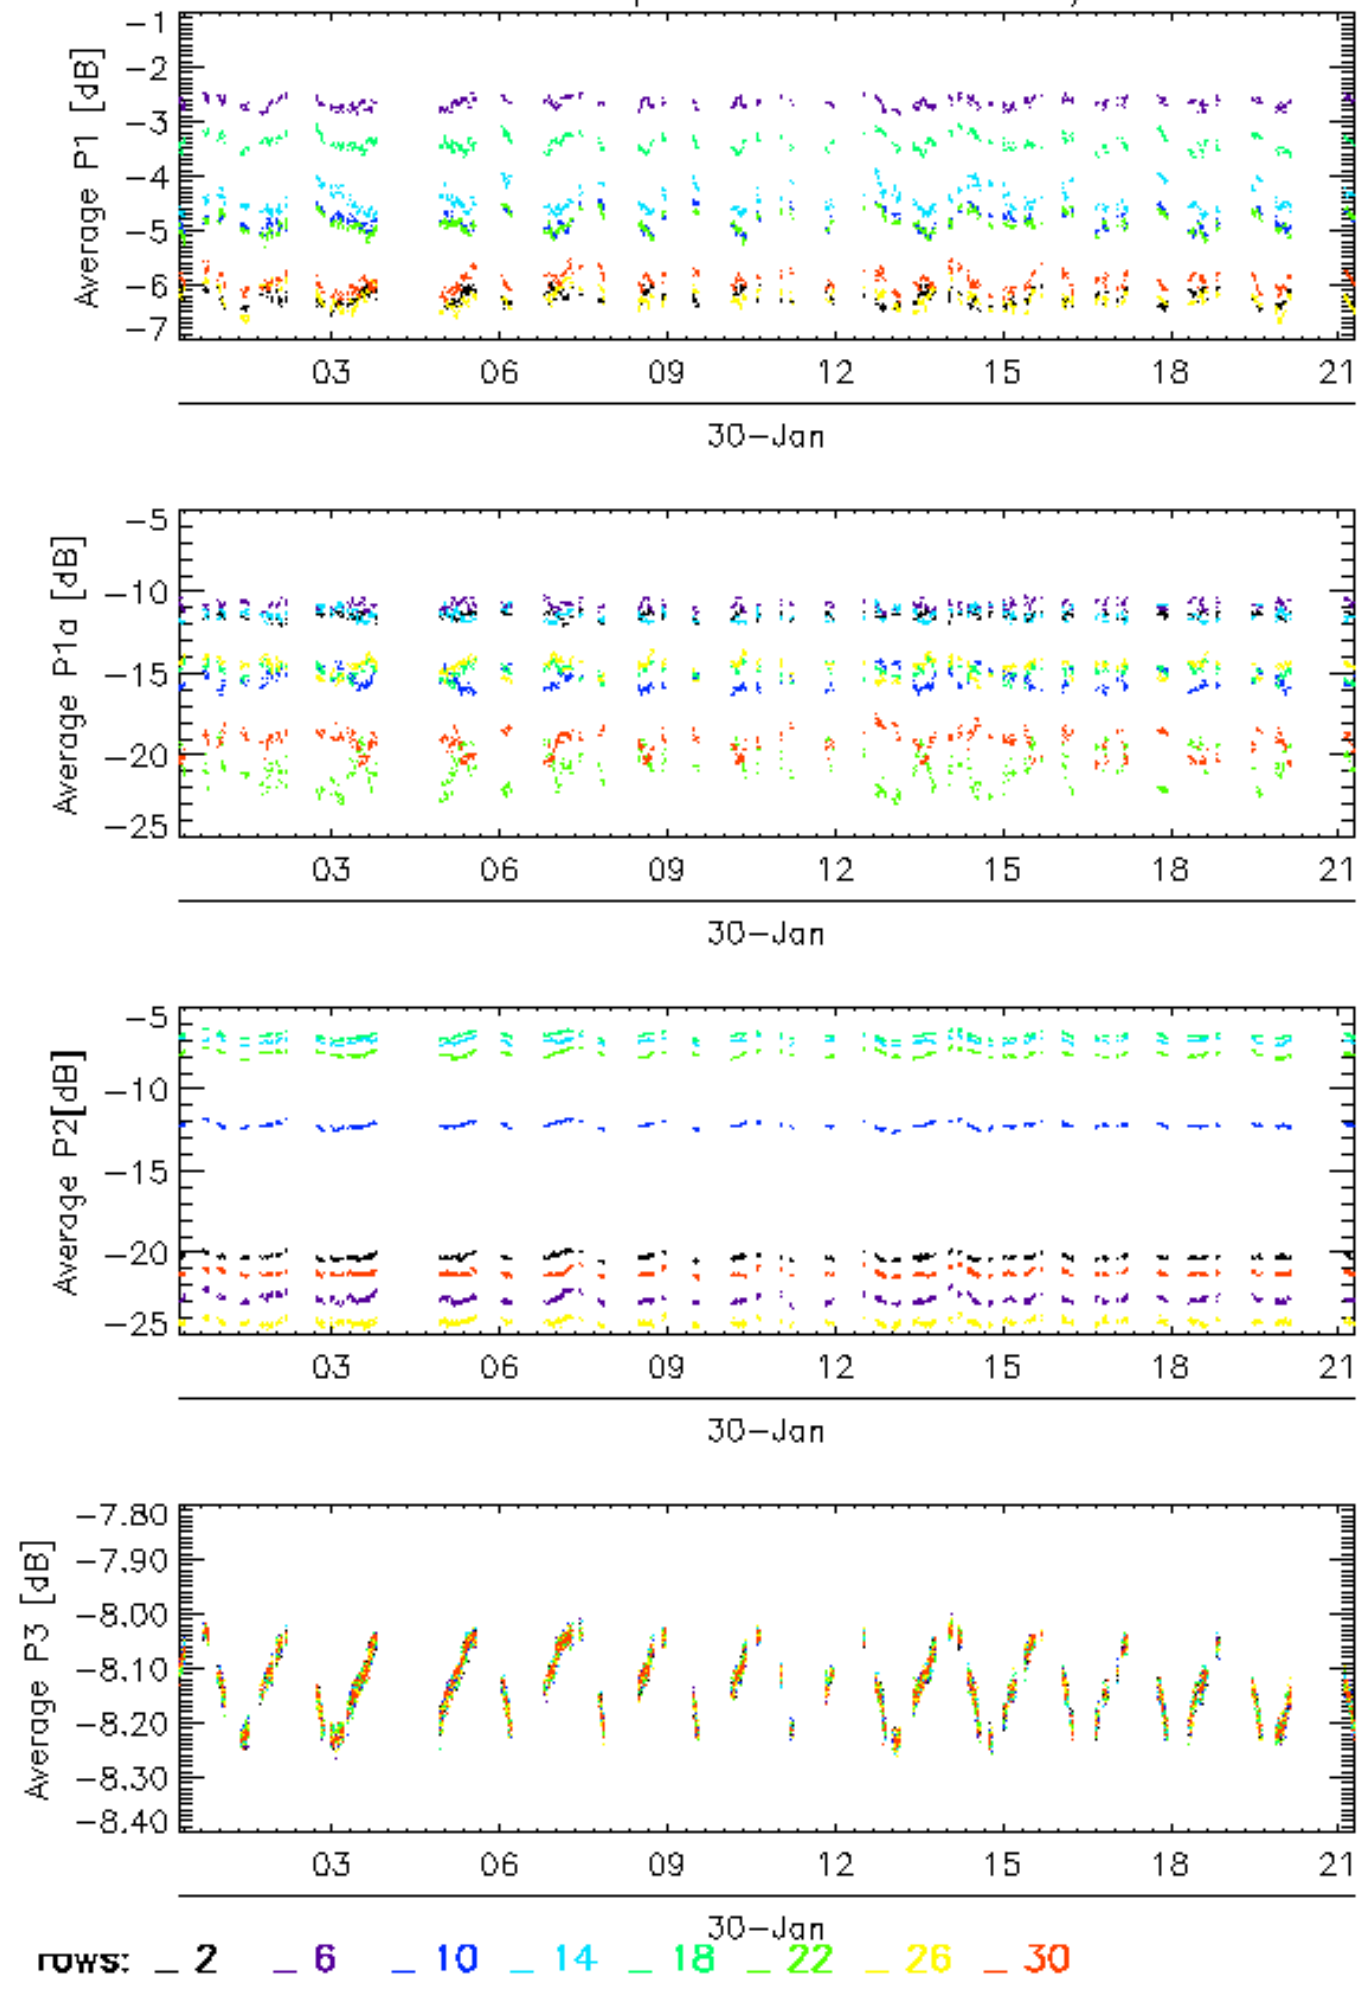 Average P1 [dB]
-1
-2
-3
-4
-5
-6
-7
03 06 09 12 15 18 21
30-Jan
Average P1a [dB]
-5
-10
-15
-20
-25
03 06 09 12 15 18 21
30-Jan
Average P2[dB]
-5
-10
-15
-20
-25
03 06 09 12 15 18 21
30-Jan
Average P3 [dB]
-7.80
-7.90
-8.00
-8.10
-8.20
-8.30
-8.40
03 06 09 12 15 18 21
30-Jan
rows: _ 2 _ 6 _ 10 _ 14 _ 18 _ 22 _ 26 _ 30